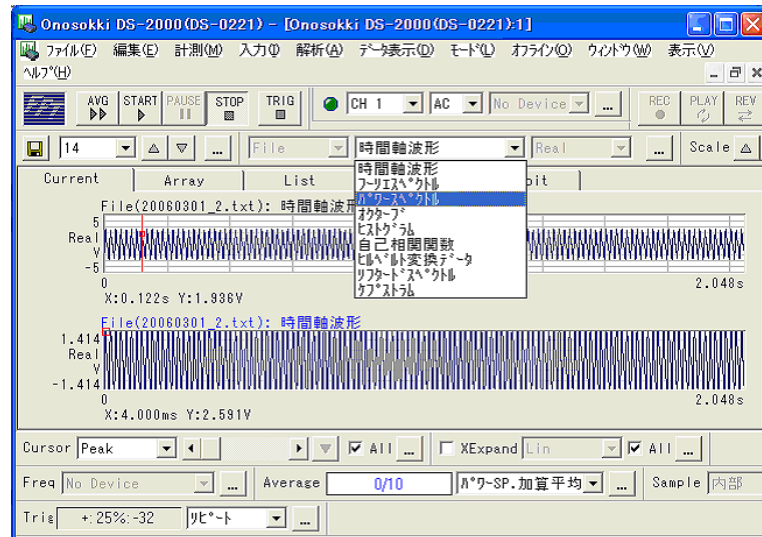 Onosokki DS-2000(DS-0221) - [Onosokki DS-2000(DS-0221):1]
ﾌｧｲﾙ(F) 編集(E) 計測(M) 入力(I) 解析(A) ﾃﾞｰﾀ表示(D) ﾓｰﾄﾞ(L) ｵﾌﾗｲﾝ(O) ｳｨﾝﾄﾞｳ(W) 表示(V)
ﾍﾙﾌﾟ(H)
AVG START PAUSE STOP TRIG CH 1 AC No Device ... REC PLAY REV
14 ... File 時間軸波形 Real ... Scale
Current Array List
時間軸波形
ﾌｰﾘｴｽﾍﾟｸﾄﾙ
ﾊﾟﾜｰｽﾍﾟｸﾄﾙ
ｵｸﾀｰﾌﾞ
ﾋｽﾄｸﾞﾗﾑ
自己相関関数
ﾋﾙﾍﾞﾙﾄ変換ﾃﾞｰﾀ
ﾘﾌﾀｰﾄﾞｽﾍﾟｸﾄﾙ
ｹﾌﾟｽﾄﾗﾑ
File(20060301_2.txt): 時間軸波形
5
Real
V
-5
0 2.048s
X:0.122s Y:1.936V
File(20060301_2.txt): 時間軸波形
1.414
Real
V
-1.414
0 2.048s
X:4.000ms Y:2.591V
Cursor Peak All ... XExpand Lin All ...
Freq No Device ... Average 0/10 ﾊﾟﾜｰSP.加算平均 ... Sample 内部
Trig +:25%:-32 ﾘﾋﾟｰﾄ ...